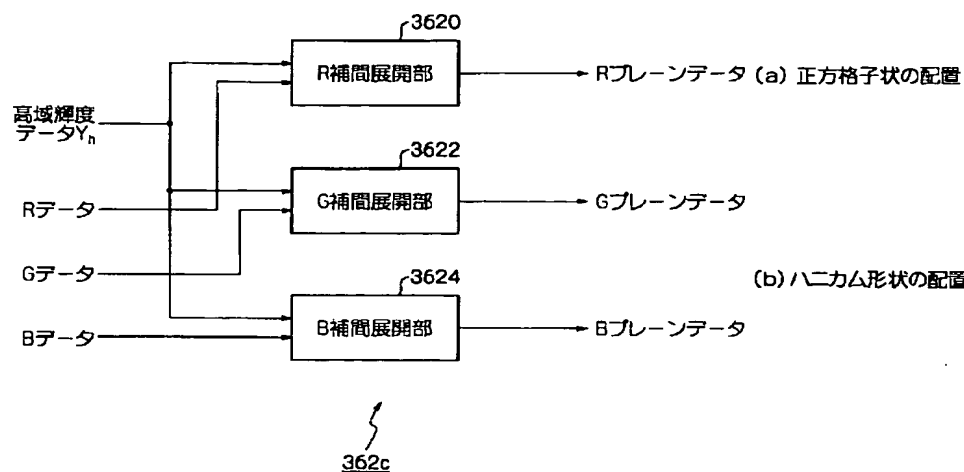 3620
R補間展開部
Rプレーンデータ
(a) 正方格子状の配置
高域輝度
データYh
3622
G補間展開部
Gプレーンデータ
Rデータ
Gデータ
(b) ハニカム形状の配置
3624
B補間展開部
Bプレーンデータ
Bデータ
362c